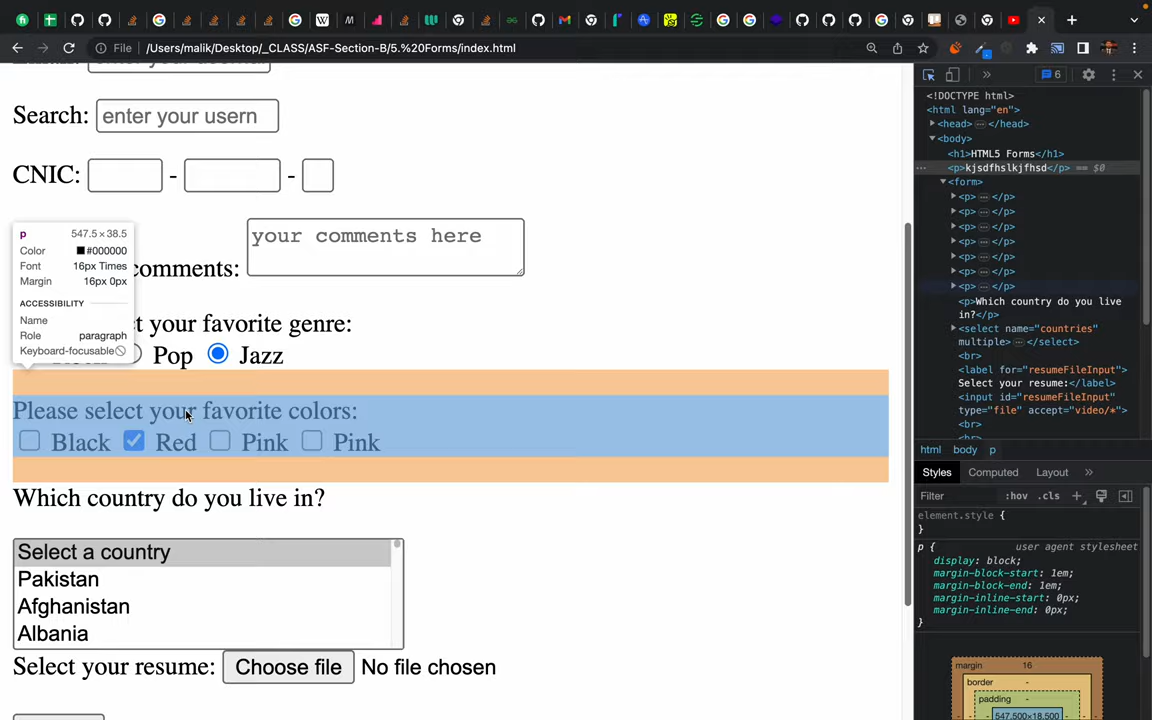 File /Users/malik/Desktop/_CLASS/ASF-Section-B/5.%20Forms/index.html
Search: enter your usern
CNIC: - -
comments: your comments here
t your favorite genre:
Pop Jazz
p 547.5×38.5
Color #000000
Font 16px Times
Margin 16px 0px
ACCESSIBILITY
Name
Role paragraph
Keyboard-focusable
Please select your favorite colors:
Black Red Pink Pink
Which country do you live in?
Select a country
Pakistan
Afghanistan
Albania
Select your resume: Choose file No file chosen
6
<!DOCTYPE html>
<html lang="en">
<head> … </head>
<body>
<h1>HTML5 Forms</h1>
… <p>kjsdfhslkjfhsd</p> == $0
<form>
<p> … </p>
<p> … </p>
<p> … </p>
<p> … </p>
<p> … </p>
<p> … </p>
<p> … </p>
<p>Which country do you live
in?</p>
<select name="countries"
multiple> … </select>
<br>
<label for="resumeFileInput">
Select your resume:</label>
<input id="resumeFileInput"
type="file" accept="video/*">
<br>
<br>
html body p
Styles Computed Layout »
Filter :hov .cls +
element.style {
}
p { user agent stylesheet
display: block;
margin-block-start: 1em;
margin-block-end: 1em;
margin-inline-start: 0px;
margin-inline-end: 0px;
}
margin 16
border -
padding -
547.500×18.500